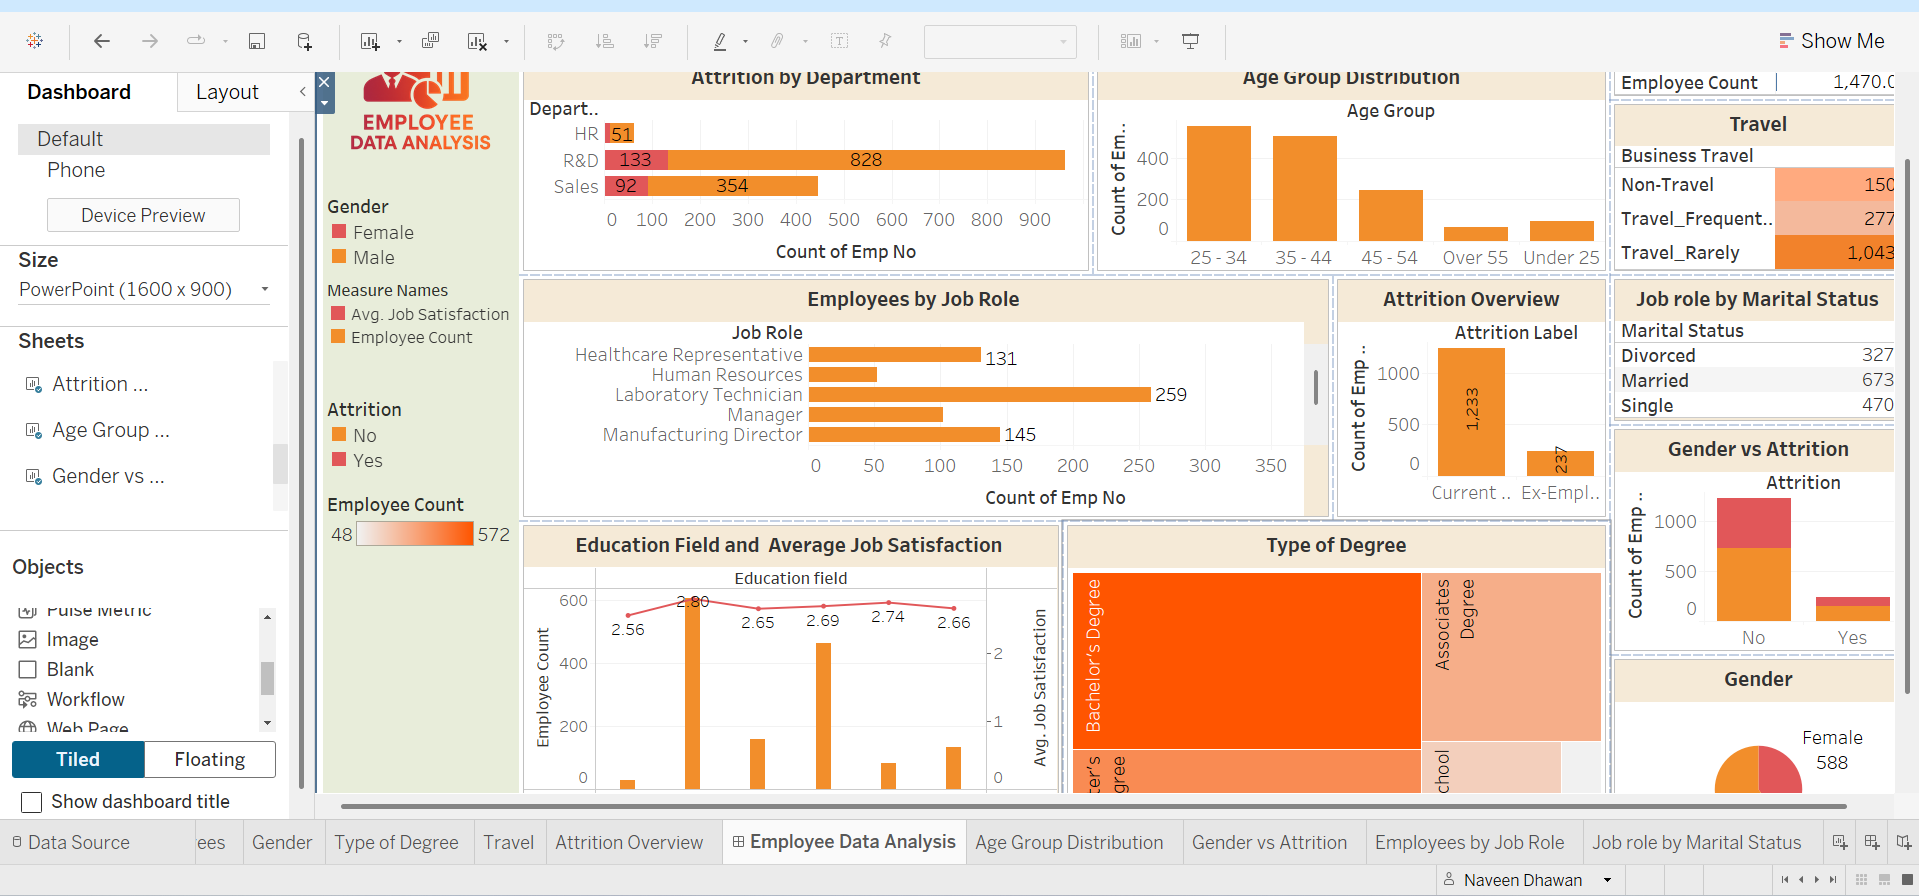 Show Me
Dashboard
Layout
Default
Phone
Device Preview
Size
PowerPoint (1600 x 900)
Sheets
Attrition ...
Age Group ...
Gender vs ...
Objects
Pulse Metric
Image
Blank
Workflow
Web Page
Tiled
Floating
Show dashboard title
EMPLOYEE
DATA ANALYSIS
Gender
Female
Male
Measure Names
Avg. Job Satisfaction
Employee Count
Attrition
No
Yes
Employee Count
48 572
Attrition by Department
Depart..
HR 51
R&D 133 828
Sales 92 354
0 100 200 300 400 500 600 700 800 900
Count of Emp No
Age Group Distribution
Age Group
Count of Em..
400
200
0
25 - 34 35 - 44 45 - 54 Over 55 Under 25
Employee Count 1,470.0
Travel
Business Travel
Non-Travel 150
Travel_Frequent.. 277
Travel_Rarely 1,043
Employees by Job Role
Job Role
Healthcare Representative 131
Human Resources
Laboratory Technician 259
Manager
Manufacturing Director 145
0 50 100 150 200 250 300 350
Count of Emp No
Attrition Overview
Attrition Label
Count of Emp ..
1000
500
0
1,233
237
Current .. Ex-Empl..
Job role by Marital Status
Marital Status
Divorced 327
Married 673
Single 470
Gender vs Attrition
Attrition
Count of Emp ..
1000
500
0
No Yes
Education Field and Average Job Satisfaction
Education field
Employee Count
600
400
200
0
2.56 2.80 2.65 2.69 2.74 2.66
2
1
0
Avg. Job Satisfaction
Type of Degree
Bachelor's Degree
Associates
Degree
ter's
gree
chool
Gender
Female
588
Data Source
ees
Gender
Type of Degree
Travel
Attrition Overview
Employee Data Analysis
Age Group Distribution
Gender vs Attrition
Employees by Job Role
Job role by Marital Status
Naveen Dhawan